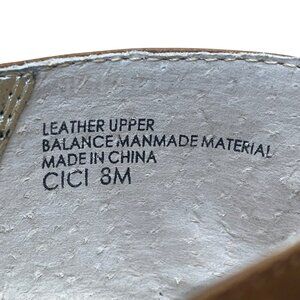 LEATHER UPPER
BALANCE MANMADE MATERIAL
MADE IN CHINA
CICI 8M